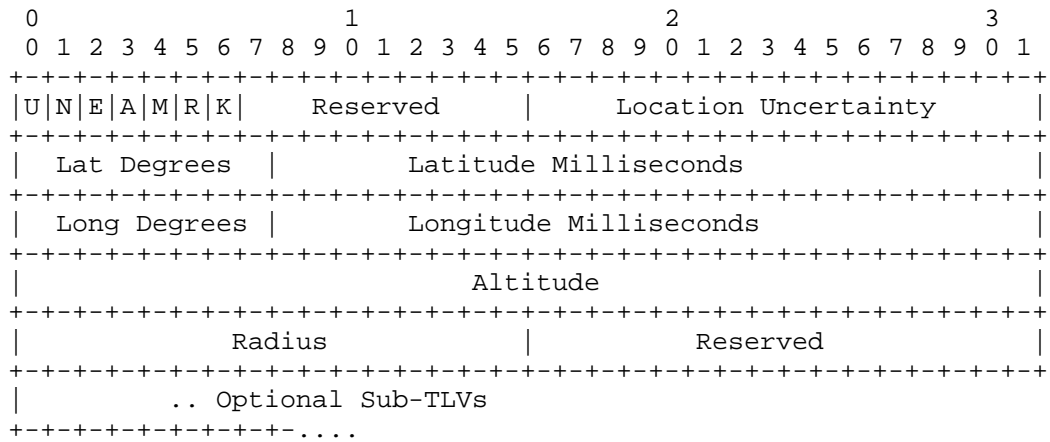 0                   1                   2                   3
 0 1 2 3 4 5 6 7 8 9 0 1 2 3 4 5 6 7 8 9 0 1 2 3 4 5 6 7 8 9 0 1
+-+-+-+-+-+-+-+-+-+-+-+-+-+-+-+-+-+-+-+-+-+-+-+-+-+-+-+-+-+-+-+-+
|U|N|E|A|M|R|K|    Reserved     |     Location Uncertainty      |
+-+-+-+-+-+-+-+-+-+-+-+-+-+-+-+-+-+-+-+-+-+-+-+-+-+-+-+-+-+-+-+-+
|  Lat Degrees  |        Latitude Milliseconds                  |
+-+-+-+-+-+-+-+-+-+-+-+-+-+-+-+-+-+-+-+-+-+-+-+-+-+-+-+-+-+-+-+-+
|  Long Degrees |        Longitude Milliseconds                 |
+-+-+-+-+-+-+-+-+-+-+-+-+-+-+-+-+-+-+-+-+-+-+-+-+-+-+-+-+-+-+-+-+
|                            Altitude                           |
+-+-+-+-+-+-+-+-+-+-+-+-+-+-+-+-+-+-+-+-+-+-+-+-+-+-+-+-+-+-+-+-+
|             Radius            |          Reserved             |
+-+-+-+-+-+-+-+-+-+-+-+-+-+-+-+-+-+-+-+-+-+-+-+-+-+-+-+-+-+-+-+-+
|         .. Optional Sub-TLVs
+-+-+-+-+-+-+-+-+-....